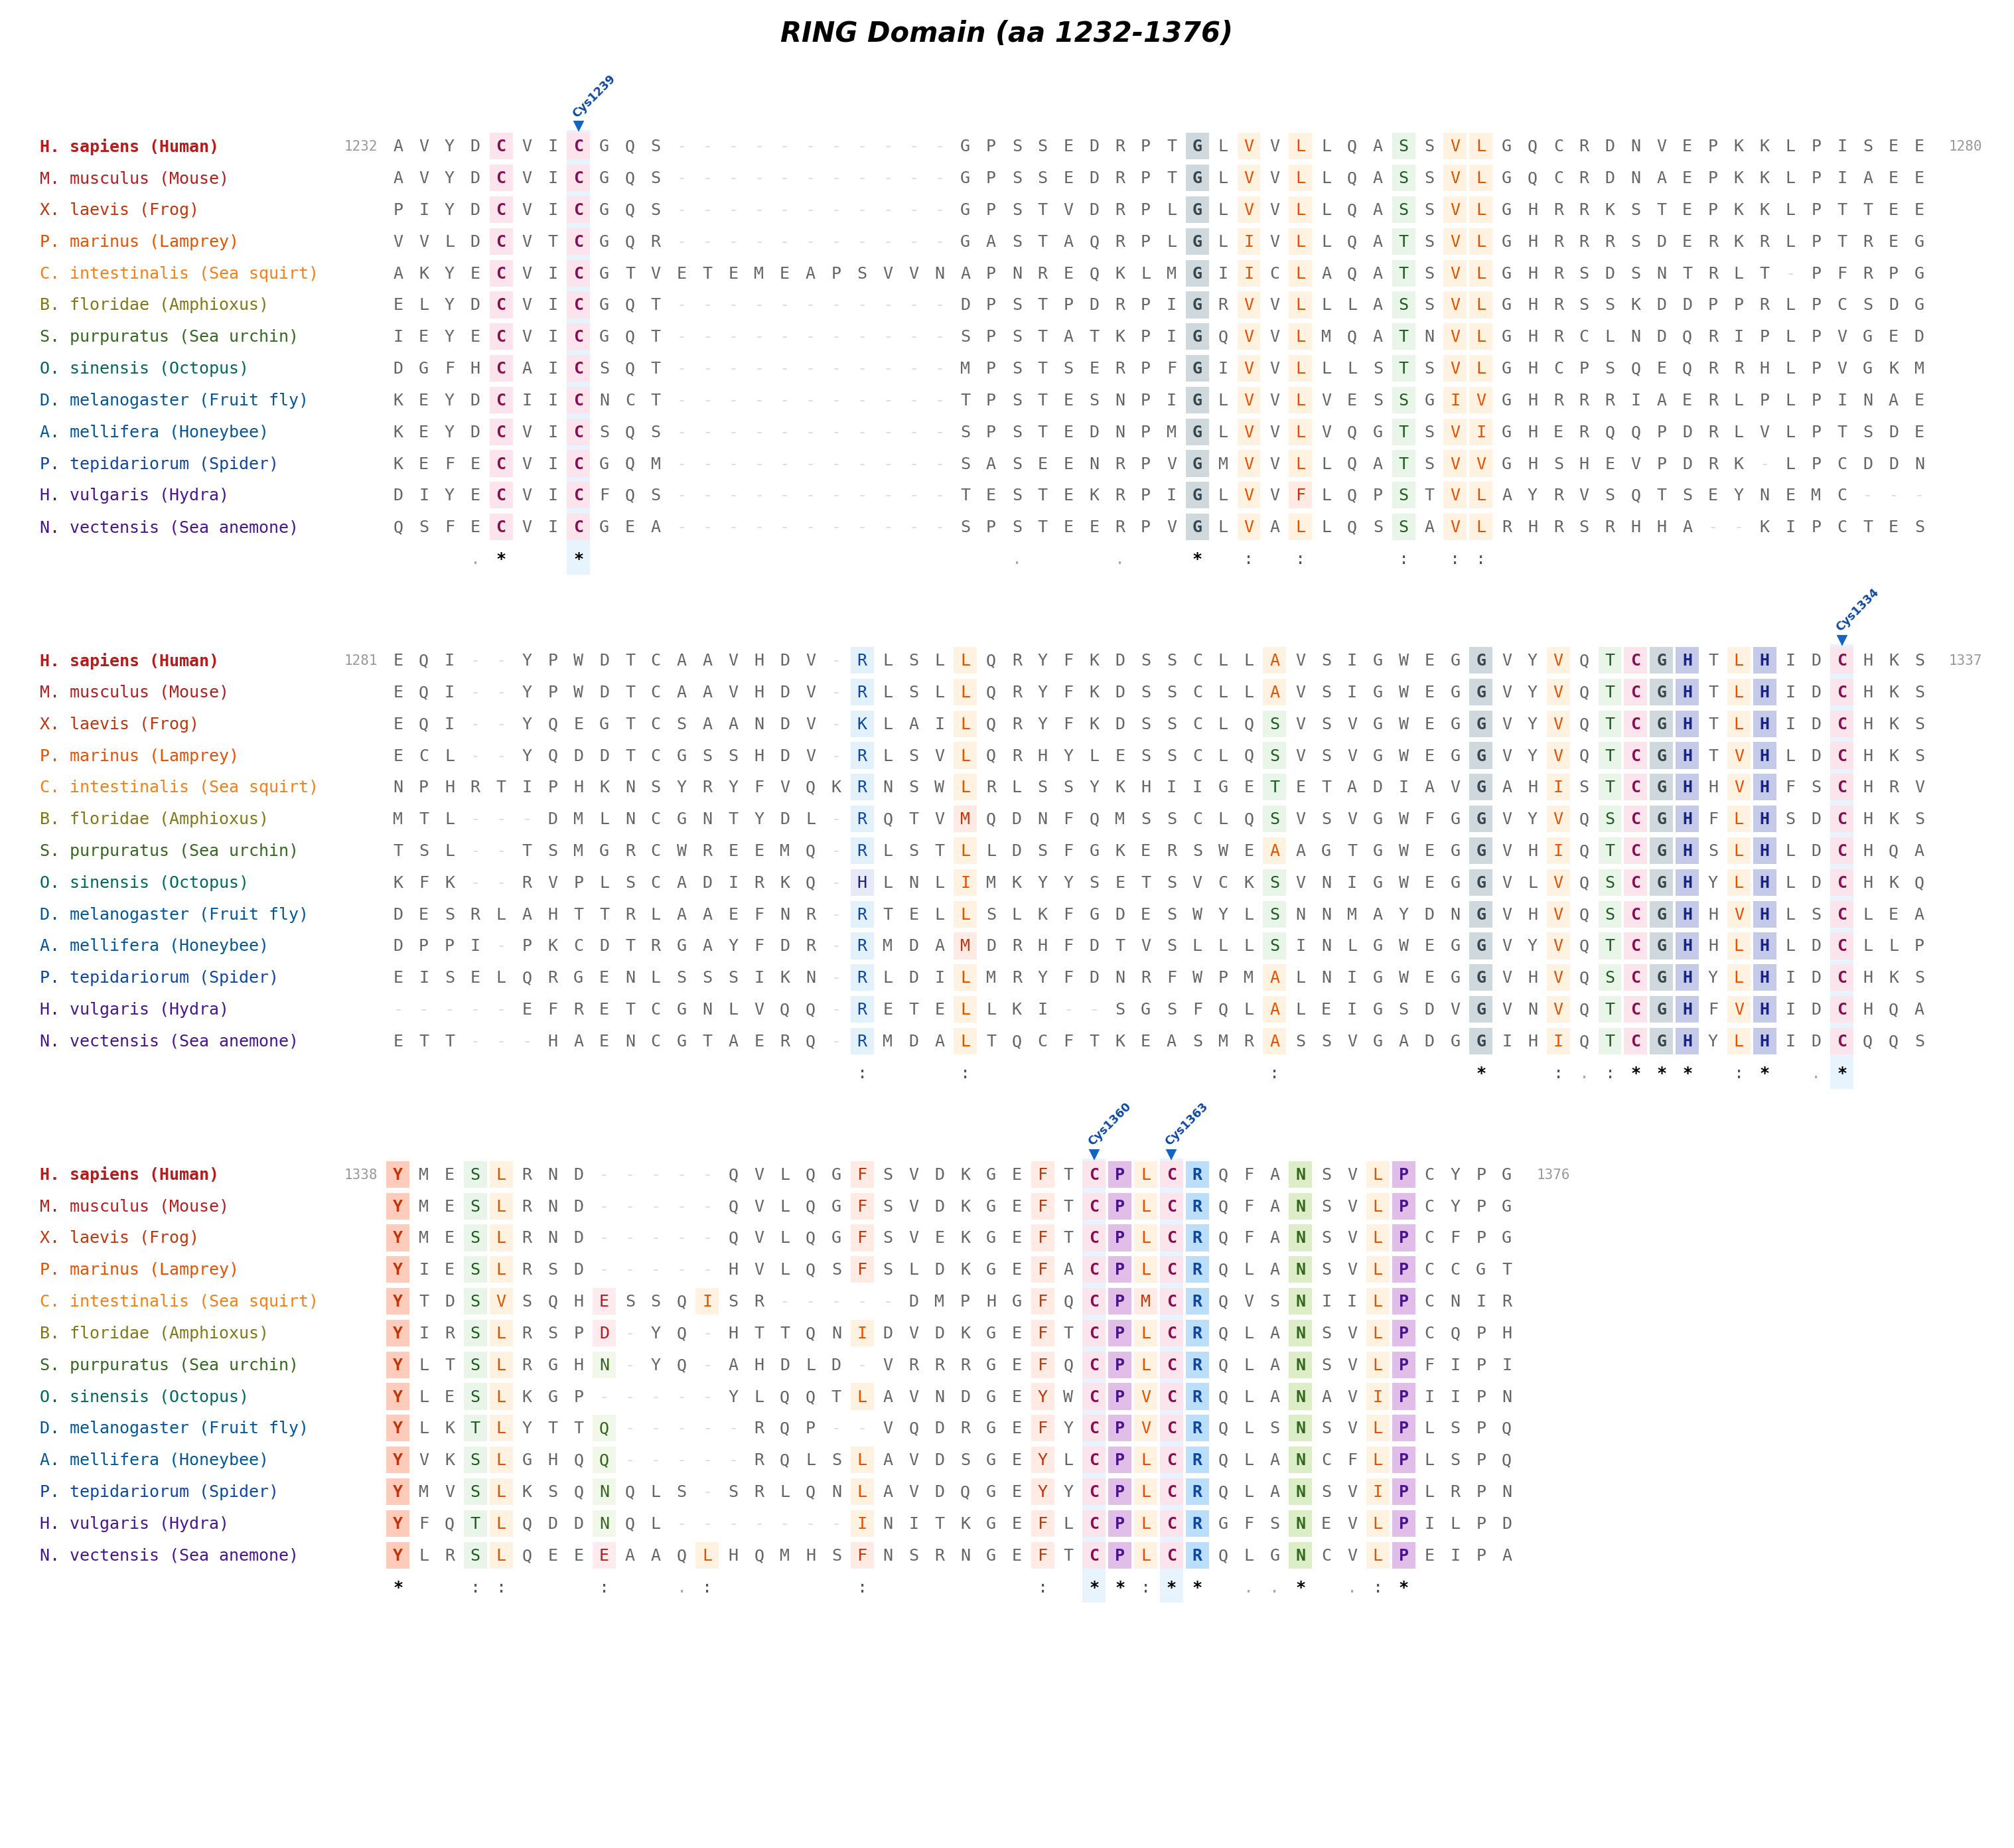 RING Domain (aa 1232-1376)
Cys1239
H. sapiens (Human) 1232 A V Y D C V I C G Q S - - - - - - - - - - - G P S S E D R P T G L V V L L Q A S S V L G Q C R D N V E P K K L P I S E E 1280
M. musculus (Mouse) A V Y D C V I C G Q S - - - - - - - - - - - G P S S E D R P T G L V V L L Q A S S V L G Q C R D N A E P K K L P I A E E
X. laevis (Frog) P I Y D C V I C G Q S - - - - - - - - - - - G P S T V D R P L G L V V L L Q A S S V L G H R R K S T E P K K L P T T E E
P. marinus (Lamprey) V V L D C V T C G Q R - - - - - - - - - - - G A S T A Q R P L G L I V L L Q A T S V L G H R R R S D E R K R L P T R E G
C. intestinalis (Sea squirt) A K Y E C V I C G T V E T E M E A P S V V N A P N R E Q K L M G I I C L A Q A T S V L G H R S D S N T R L T - P F R P G
B. floridae (Amphioxus) E L Y D C V I C G Q T - - - - - - - - - - - D P S T P D R P I G R V V L L L A S S V L G H R S S K D D P P R L P C S D G
S. purpuratus (Sea urchin) I E Y E C V I C G Q T - - - - - - - - - - - S P S T A T K P I G Q V V L M Q A T N V L G H R C L N D Q R I P L P V G E D
O. sinensis (Octopus) D G F H C A I C S Q T - - - - - - - - - - - M P S T S E R P F G I V V L L L S T S V L G H C P S Q E Q R R H L P V G K M
D. melanogaster (Fruit fly) K E Y D C I I C N C T - - - - - - - - - - - T P S T E S N P I G L V V L V E S S G I V G H R R R I A E R L P L P I N A E
A. mellifera (Honeybee) K E Y D C V I C S Q S - - - - - - - - - - - S P S T E D N P M G L V V L V Q G T S V I G H E R Q Q P D R L V L P T S D E
P. tepidariorum (Spider) K E F E C V I C G Q M - - - - - - - - - - - S A S E E N R P V G M V V L L Q A T S V V G H S H E V P D R K - L P C D D N
H. vulgaris (Hydra) D I Y E C V I C F Q S - - - - - - - - - - - T E S T E K R P I G L V V F L Q P S T V L A Y R V S Q T S E Y N E M C - - -
N. vectensis (Sea anemone) Q S F E C V I C G E A - - - - - - - - - - - S P S T E E R P V G L V A L L Q S S A V L R H R S R H H A - - K I P C T E S
. * * . . * : : : : :
Cys1334
H. sapiens (Human) 1281 E Q I - - Y P W D T C A A V H D V - R L S L L Q R Y F K D S S C L L A V S I G W E G G V Y V Q T C G H T L H I D C H K S 1337
M. musculus (Mouse) E Q I - - Y P W D T C A A V H D V - R L S L L Q R Y F K D S S C L L A V S I G W E G G V Y V Q T C G H T L H I D C H K S
X. laevis (Frog) E Q I - - Y Q E G T C S A A N D V - K L A I L Q R Y F K D S S C L Q S V S V G W E G G V Y V Q T C G H T L H I D C H K S
P. marinus (Lamprey) E C L - - Y Q D D T C G S S H D V - R L S V L Q R H Y L E S S C L Q S V S V G W E G G V Y V Q T C G H T V H L D C H K S
C. intestinalis (Sea squirt) N P H R T I P H K N S Y R Y F V Q K R N S W L R L S S Y K H I I G E T E T A D I A V G A H I S T C G H H V H F S C H R V
B. floridae (Amphioxus) M T L - - - D M L N C G N T Y D L - R Q T V M Q D N F Q M S S C L Q S V S V G W F G G V Y V Q S C G H F L H S D C H K S
S. purpuratus (Sea urchin) T S L - - T S M G R C W R E E M Q - R L S T L L D S F G K E R S W E A A G T G W E G G V H I Q T C G H S L H L D C H Q A
O. sinensis (Octopus) K F K - - R V P L S C A D I R K Q - H L N L I M K Y Y S E T S V C K S V N I G W E G G V L V Q S C G H Y L H L D C H K Q
D. melanogaster (Fruit fly) D E S R L A H T T R L A A E F N R - R T E L L S L K F G D E S W Y L S N N M A Y D N G V H V Q S C G H H V H L S C L E A
A. mellifera (Honeybee) D P P I - P K C D T R G A Y F D R - R M D A M D R H F D T V S L L L S I N L G W E G G V Y V Q T C G H H L H L D C L L P
P. tepidariorum (Spider) E I S E L Q R G E N L S S S I K N - R L D I L M R Y F D N R F W P M A L N I G W E G G V H V Q S C G H Y L H I D C H K S
H. vulgaris (Hydra) - - - - - E F R E T C G N L V Q Q - R E T E L L K I - - S G S F Q L A L E I G S D V G V N V Q T C G H F V H I D C H Q A
N. vectensis (Sea anemone) E T T - - - H A E N C G T A E R Q - R M D A L T Q C F T K E A S M R A S S V G A D G G I H I Q T C G H Y L H I D C Q Q S
: : : * : . : * * * : * . *
Cys1360 Cys1363
H. sapiens (Human) 1338 Y M E S L R N D - - - - - Q V L Q G F S V D K G E F T C P L C R Q F A N S V L P C Y P G 1376
M. musculus (Mouse) Y M E S L R N D - - - - - Q V L Q G F S V D K G E F T C P L C R Q F A N S V L P C Y P G
X. laevis (Frog) Y M E S L R N D - - - - - Q V L Q G F S V E K G E F T C P L C R Q F A N S V L P C F P G
P. marinus (Lamprey) Y I E S L R S D - - - - - H V L Q S F S L D K G E F A C P L C R Q L A N S V L P C C G T
C. intestinalis (Sea squirt) Y T D S V S Q H E S S Q I S R - - - - - D M P H G F Q C P M C R Q V S N I I L P C N I R
B. floridae (Amphioxus) Y I R S L R S P D - Y Q - H T T Q N I D V D K G E F T C P L C R Q L A N S V L P C Q P H
S. purpuratus (Sea urchin) Y L T S L R G H N - Y Q - A H D L D - V R R R G E F Q C P L C R Q L A N S V L P F I P I
O. sinensis (Octopus) Y L E S L K G P - - - - - Y L Q Q T L A V N D G E Y W C P V C R Q L A N A V I P I I P N
D. melanogaster (Fruit fly) Y L K T L Y T T Q - - - - - R Q P - - V Q D R G E F Y C P V C R Q L S N S V L P L S P Q
A. mellifera (Honeybee) Y V K S L G H Q Q - - - - - R Q L S L A V D S G E Y L C P L C R Q L A N C F L P L S P Q
P. tepidariorum (Spider) Y M V S L K S Q N Q L S - S R L Q N L A V D Q G E Y Y C P L C R Q L A N S V I P L R P N
H. vulgaris (Hydra) Y F Q T L Q D D N Q L - - - - - - - I N I T K G E F L C P L C R G F S N E V L P I L P D
N. vectensis (Sea anemone) Y L R S L Q E E E A A Q L H Q M H S F N S R N G E F T C P L C R Q L G N C V L P E I P A
* : : : . : : : * * : * * . . * . : *